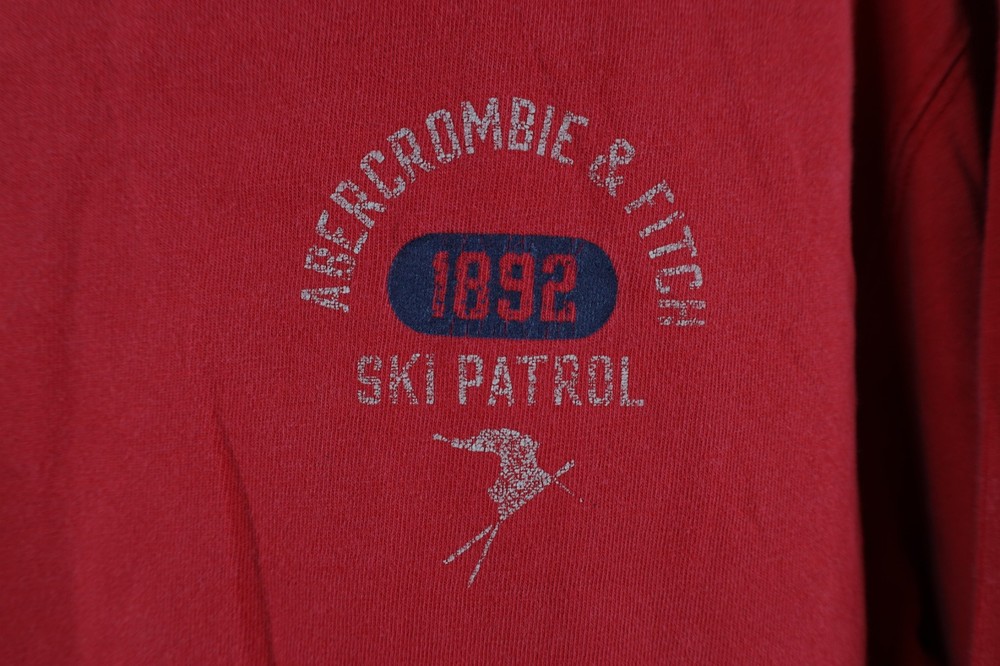 ABERCROMBIE & FITCH
1892
SKI PATROL